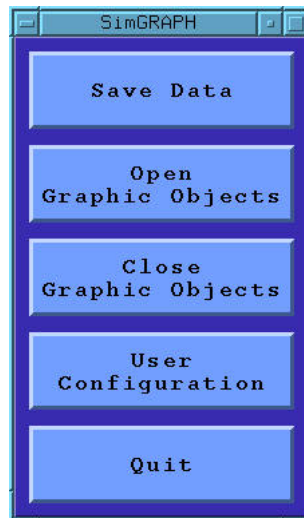 SimGRAPH
Save Data
Open
Graphic Objects
Close
Graphic Objects
User
Configuration
Quit